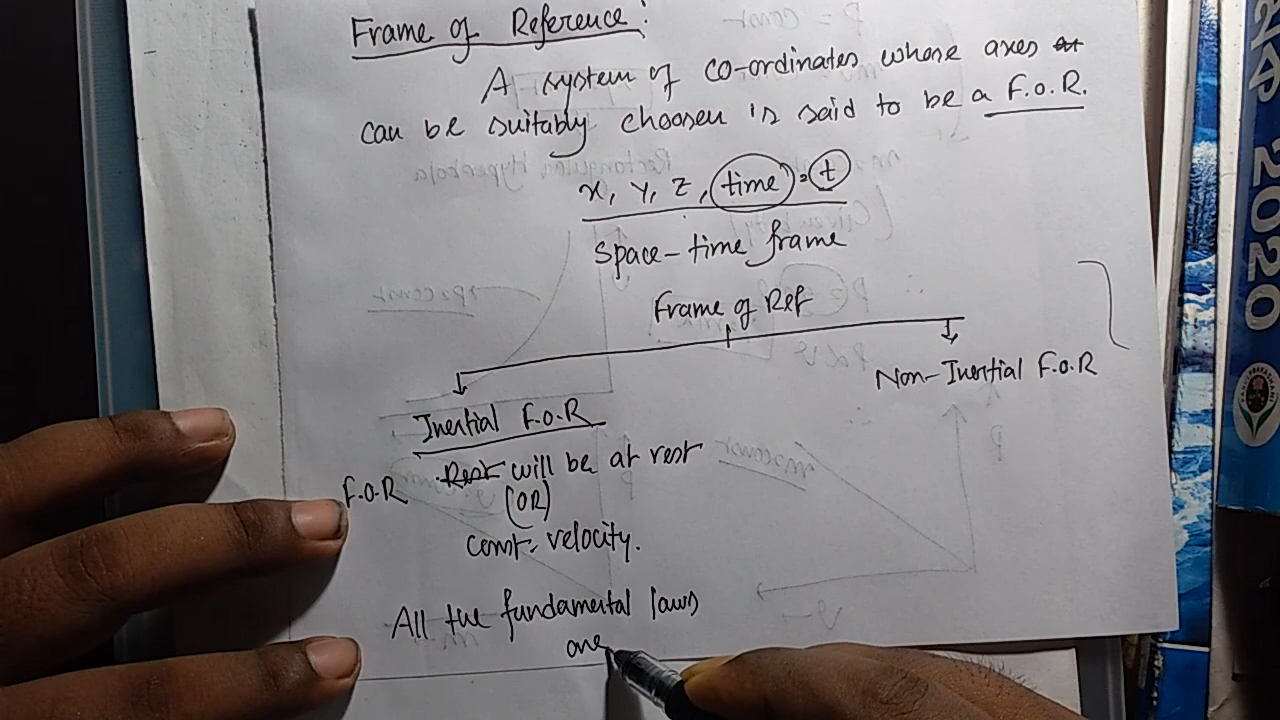 Frame of Reference:
A system of co-ordinates whose axes
can be suitably choosen is said to be a F.O.R.
x, y, z, time = t
Space-time frame
Frame of Ref
Inertial F.O.R
Non-Inertial F.O.R
F.O.R Rest will be at rest
(OR)
const. velocity.
All the fundamental laws
are
2020